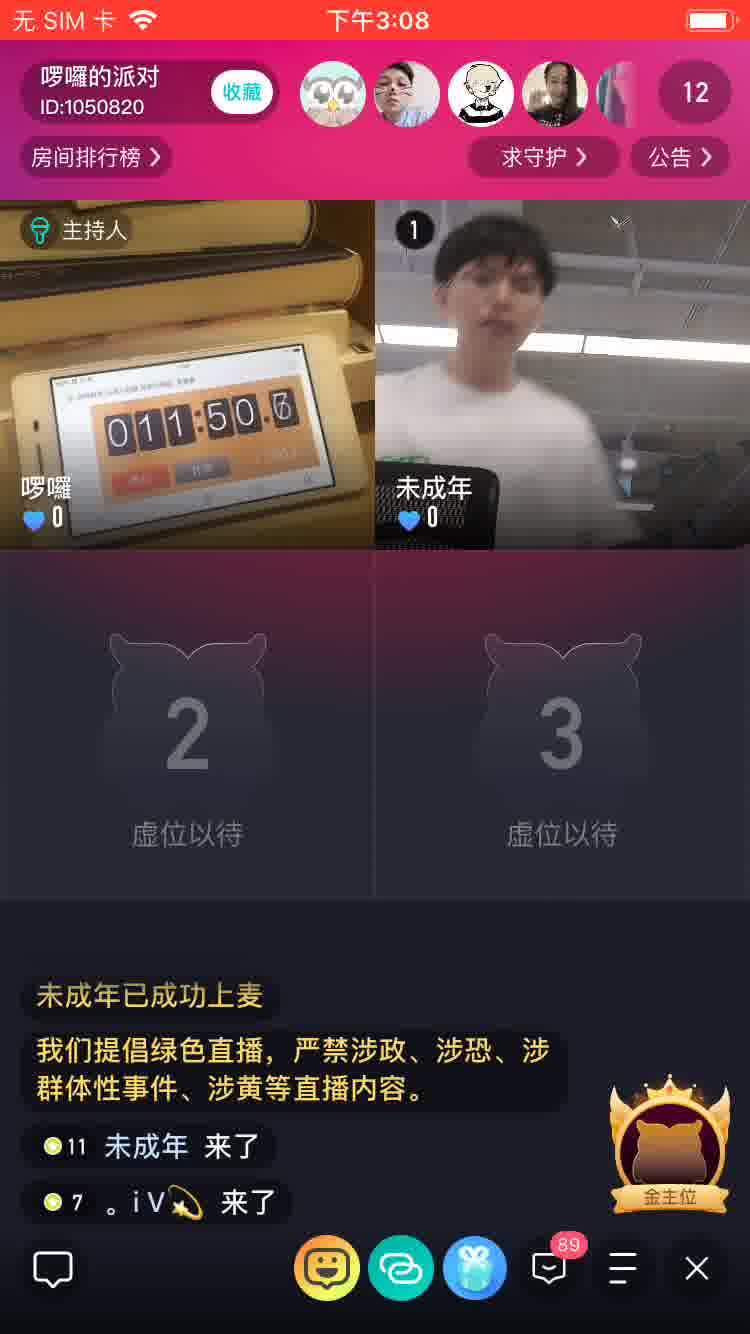 无 SIM 卡
下午3:08
啰囉的派对
ID:1050820
收藏
12
房间排行榜
求守护
公告
主持人
1
011:50.6
啰囉
0
未成年
0
2
虚位以待
3
虚位以待
未成年已成功上麦
我们提倡绿色直播，严禁涉政、涉恐、涉
群体性事件、涉黄等直播内容。
11 未成年 来了
7 。i V💫 来了
金主位
89